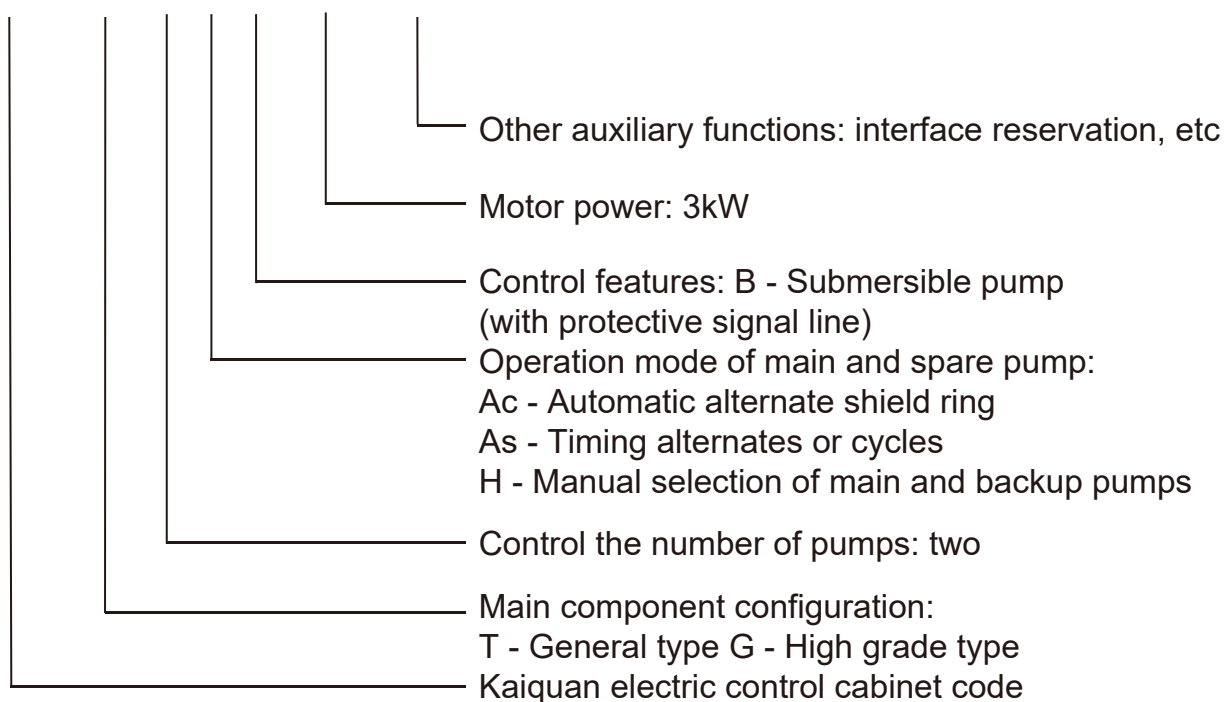 Other auxiliary functions: interface reservation, etc
Motor power: 3kW
Control features: B - Submersible pump
(with protective signal line)
Operation mode of main and spare pump:
Ac - Automatic alternate shield ring
As - Timing alternates or cycles
H - Manual selection of main and backup pumps
Control the number of pumps: two
Main component configuration:
T - General type G - High grade type
Kaiquan electric control cabinet code